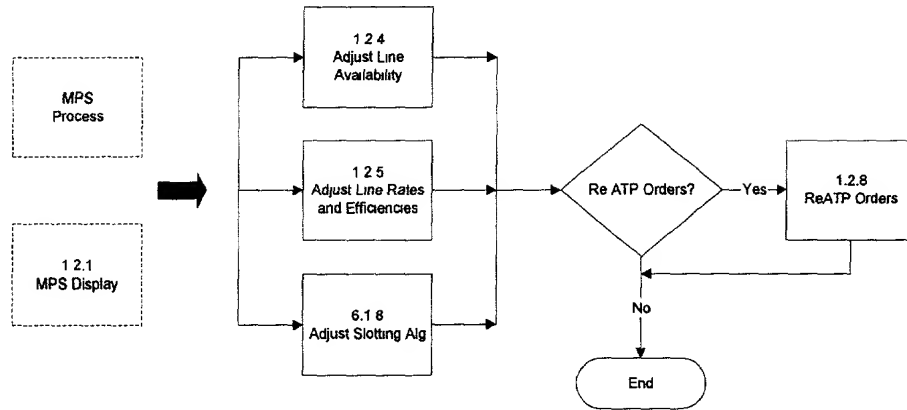 MPS
Process
1 2.1
MPS Display
1 2 4
Adjust Line
Availability
1 2 5
Adjust Line Rates
and Efficiencies
6.1 8
Adjust Slotting Alg
Re ATP Orders?
Yes
1.2.8
ReATP Orders
No
End